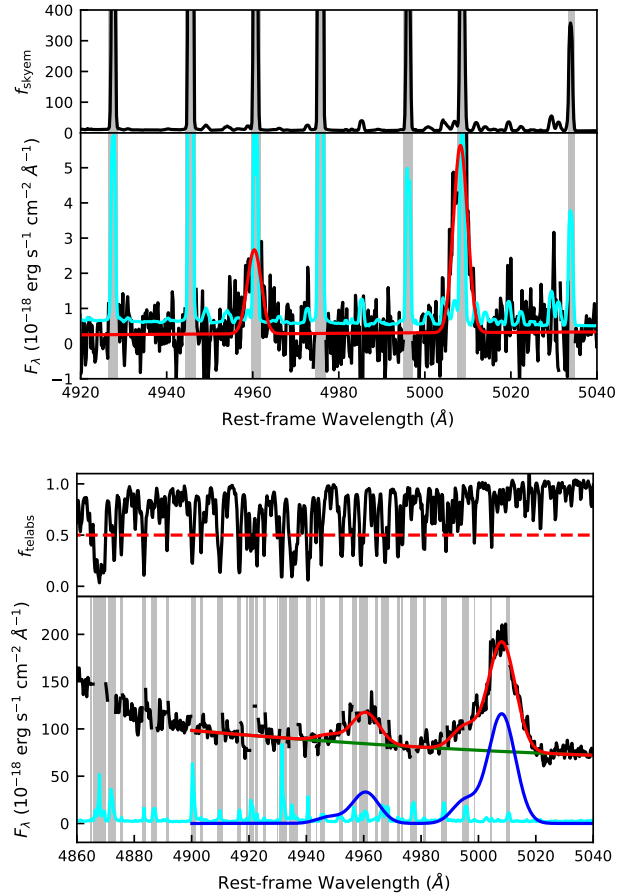 400
300
200
100
0
f_skyem
5
4
3
2
1
0
−1
F_λ (10⁻¹⁸ erg s⁻¹ cm⁻² Å⁻¹)
4920 4940 4960 4980 5000 5020 5040
Rest-frame Wavelength (Å)
1.0
0.5
0.0
f_telabs
200
150
100
50
0
F_λ (10⁻¹⁸ erg s⁻¹ cm⁻² Å⁻¹)
4860 4880 4900 4920 4940 4960 4980 5000 5020 5040
Rest-frame Wavelength (Å)